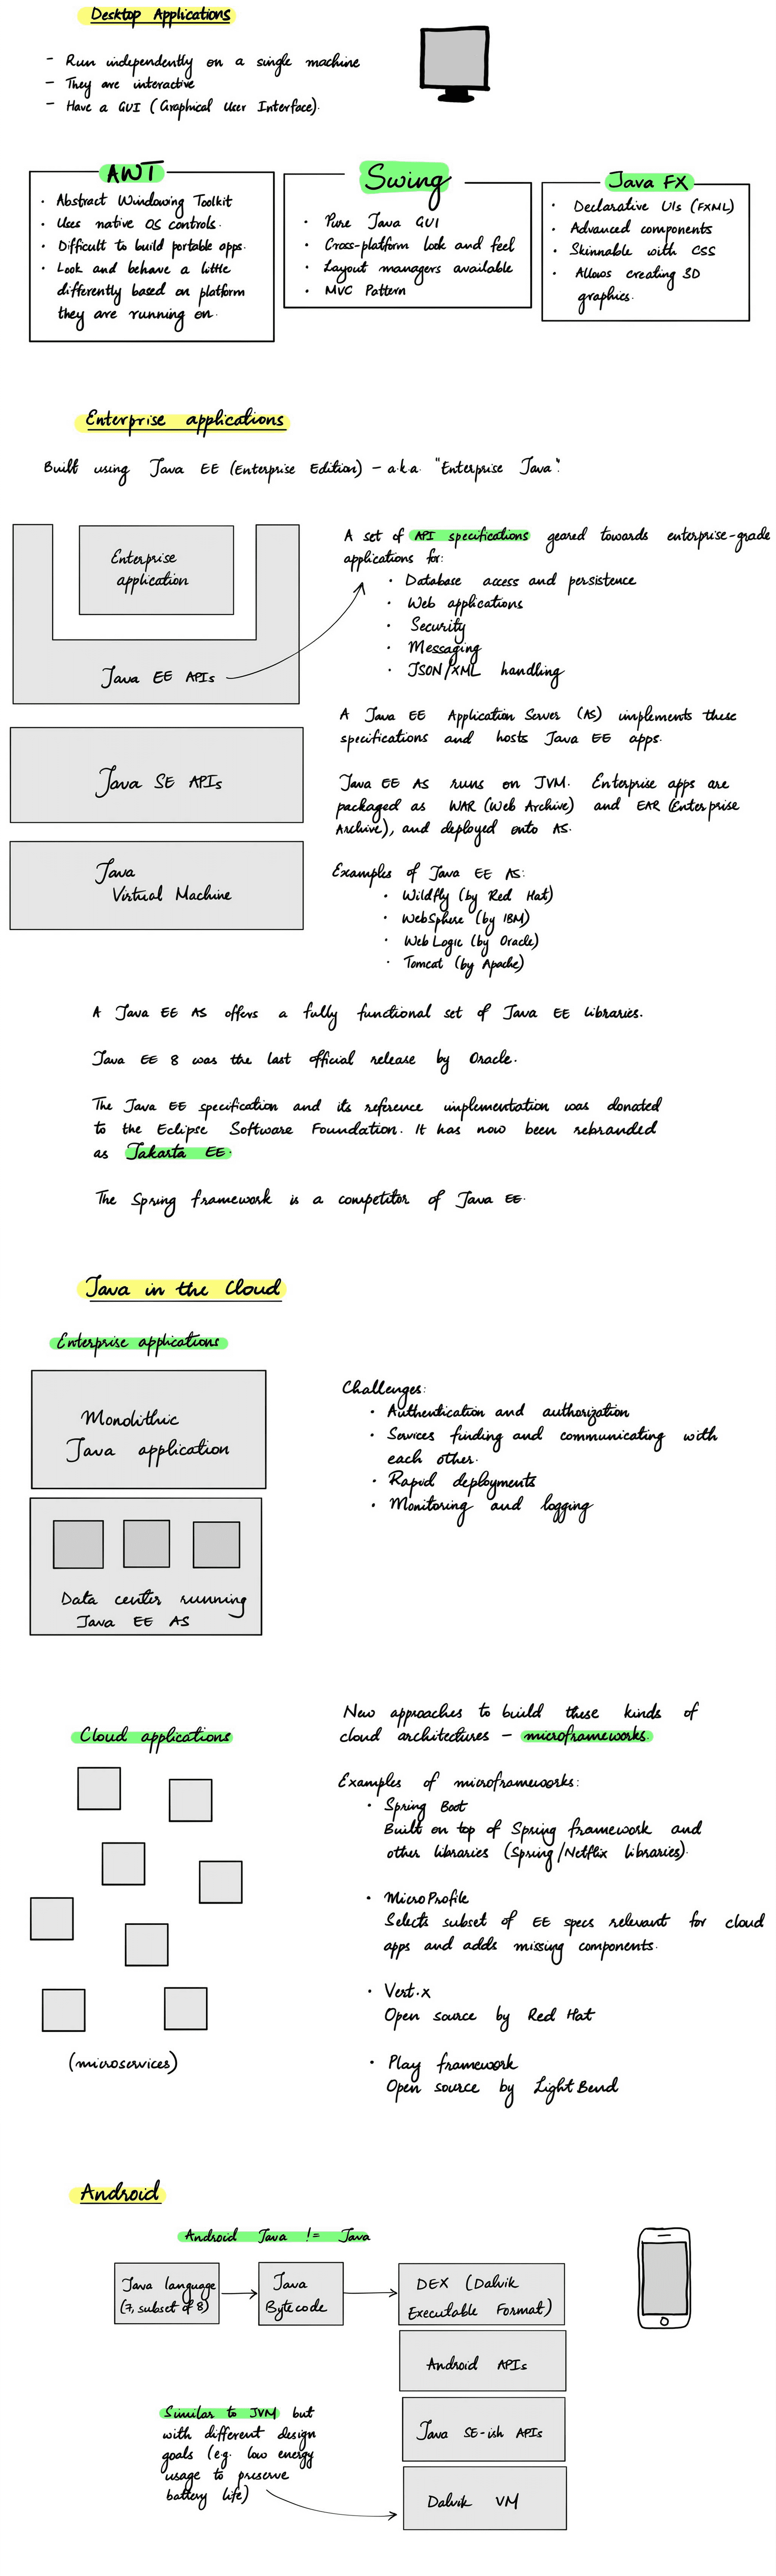 Desktop Applications
- Run independently on a single machine
- They are interactive
- Have a GUI (Graphical User Interface).
AWT
· Abstract Windowing Toolkit
· Uses native OS controls.
· Difficult to build portable apps.
· Look and behave a little
differently based on platform
they are running on.
Swing
· Pure Java GUI
· Cross-platform look and feel
· Layout managers available
· MVC Pattern
Java FX
· Declarative UIs (FXML)
· Advanced components
· Skinnable with CSS
· Allows creating 3D
graphics.
Enterprise applications
Built using Java EE (Enterprise Edition) - a.k.a. "Enterprise Java".
Enterprise
application
Java EE APIs
Java SE APIs
Java
Virtual Machine
A set of API specifications geared towards enterprise-grade
applications for:
· Database access and persistence
· Web applications
· Security
· Messaging
· JSON/XML handling
A Java EE Application Server (AS) implements these
specifications and hosts Java EE apps.
Java EE AS runs on JVM. Enterprise apps are
packaged as WAR (Web Archive) and EAR (Enterprise
Archive), and deployed onto AS.
Examples of Java EE AS:
· Wildfly (by Red Hat)
· WebSphere (by IBM)
· Web Logic (by Oracle)
· Tomcat (by Apache)
A Java EE AS offers a fully functional set of Java EE libraries.
Java EE 8 was the last official release by Oracle.
The Java EE specification and its reference implementation was donated
to the Eclipse Software Foundation. It has now been rebranded
as Jakarta EE.
The Spring framework is a competitor of Java EE.
Java in the Cloud
Enterprise applications
Monolithic
Java application
Data center running
Java EE AS
Challenges:
· Authentication and authorization
· Services finding and communicating with
each other.
· Rapid deployments
· Monitoring and logging
Cloud applications
(microservices)
New approaches to build these kinds of
cloud architectures - microframeworks.
Examples of microframeworks:
· Spring Boot
Built on top of Spring framework and
other libraries (Spring/Netflix libraries).
· MicroProfile
Selects subset of EE specs relevant for cloud
apps and adds missing components.
· Vert.x
Open source by Red Hat
· Play framework
Open source by LightBend
Android
Android Java != Java
Java language
(7, subset of 8)
Java
Bytecode
DEX (Dalvik
Executable Format)
Android APIs
Java SE-ish APIs
Dalvik VM
Similar to JVM but
with different design
goals (e.g. low energy
usage to preserve
battery life)